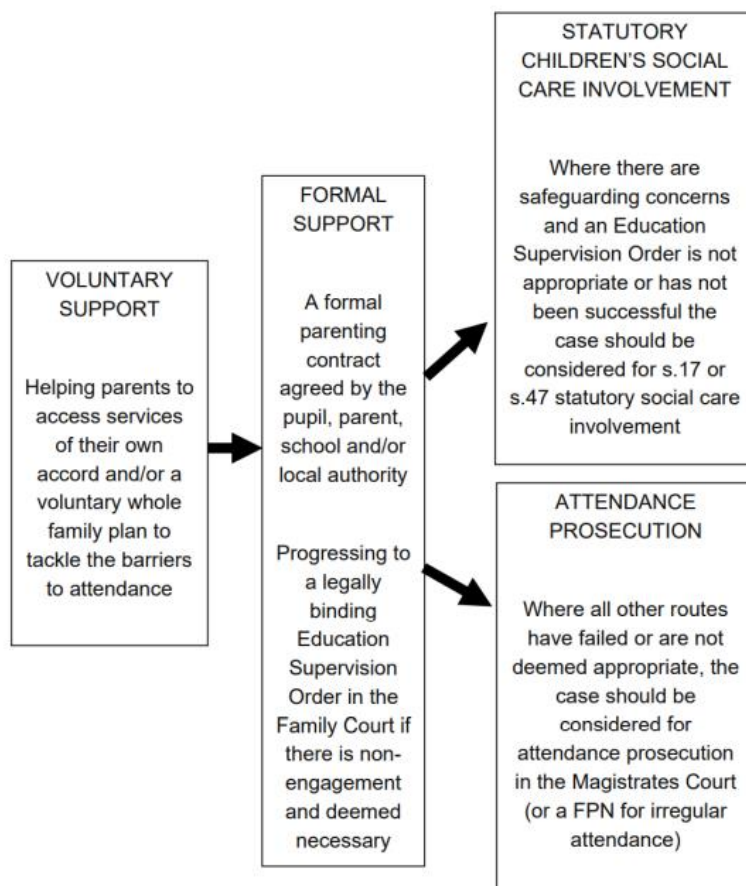 VOLUNTARY
SUPPORT
Helping parents to
access services
of their own
accord and/or a
voluntary whole
family plan to
tackle the barriers
to attendance
FORMAL
SUPPORT
A formal
parenting
contract
agreed by the
pupil, parent,
school and/or
local authority
Progressing to
a legally
binding
Education
Supervision
Order in the
Family Court if
there is non-
engagement
and deemed
necessary
STATUTORY
CHILDREN'S SOCIAL
CARE INVOLVEMENT
Where there are
safeguarding concerns
and an Education
Supervision Order is not
appropriate or has not
been successful the
case should be
considered for s.17 or
s.47 statutory social care
involvement
ATTENDANCE
PROSECUTION
Where all other routes
have failed or are not
deemed appropriate, the
case should be
considered for
attendance prosecution
in the Magistrates Court
(or a FPN for irregular
attendance)